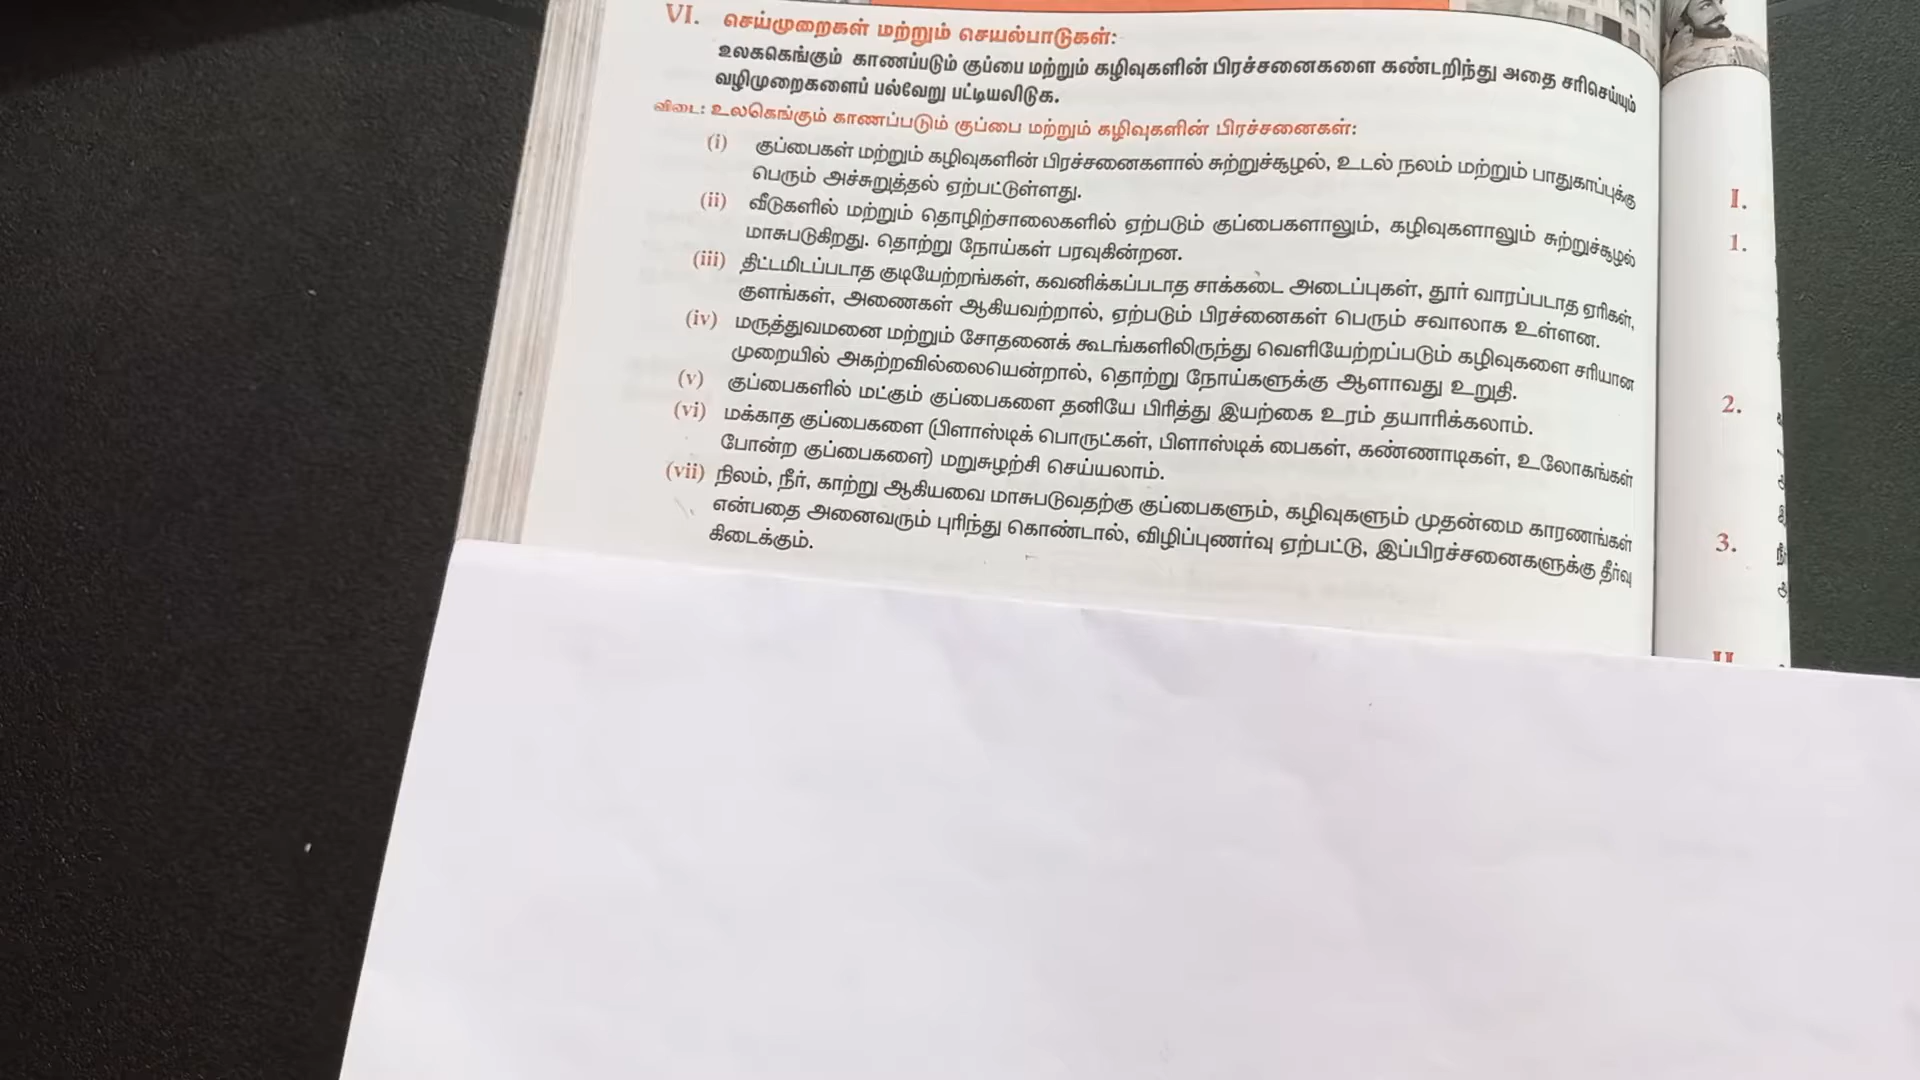 VI. செய்முறைகள் மற்றும் செயல்பாடுகள்:
உலககெங்கும் காணப்படும் குப்பை மற்றும் கழிவுகளின் பிரச்சனைகளை கண்டறிந்து அதை சரிசெய்யும்
வழிமுறைகளைப் பல்வேறு பட்டியலிடுக.
விடை: உலகெங்கும் காணப்படும் குப்பை மற்றும் கழிவுகளின் பிரச்சனைகள்:
(i) குப்பைகள் மற்றும் கழிவுகளின் பிரச்சனைகளால் சுற்றுச்சூழல், உடல் நலம் மற்றும் பாதுகாப்புக்கு
பெரும் அச்சுறுத்தல் ஏற்பட்டுள்ளது.
(ii) வீடுகளில் மற்றும் தொழிற்சாலைகளில் ஏற்படும் குப்பைகளாலும், கழிவுகளாலும் சுற்றுச்சூழல்
மாசுபடுகிறது. தொற்று நோய்கள் பரவுகின்றன.
(iii) திட்டமிடப்படாத குடியேற்றங்கள், கவனிக்கப்படாத சாக்கடை அடைப்புகள், தூர் வாரப்படாத ஏரிகள்,
குளங்கள், அணைகள் ஆகியவற்றால், ஏற்படும் பிரச்னைகள் பெரும் சவாலாக உள்ளன.
(iv) மருத்துவமனை மற்றும் சோதனைக் கூடங்களிலிருந்து வெளியேற்றப்படும் கழிவுகளை சரியான
முறையில் அகற்றவில்லையென்றால், தொற்று நோய்களுக்கு ஆளாவது உறுதி.
(v) குப்பைகளில் மட்கும் குப்பைகளை தனியே பிரித்து இயற்கை உரம் தயாரிக்கலாம்.
(vi) மக்காத குப்பைகளை (பிளாஸ்டிக் பொருட்கள், பிளாஸ்டிக் பைகள், கண்ணாடிகள், உலோகங்கள்
போன்ற குப்பைகளை) மறுசுழற்சி செய்யலாம்.
(vii) நிலம், நீர், காற்று ஆகியவை மாசுபடுவதற்கு குப்பைகளும், கழிவுகளும் முதன்மை காரணங்கள்
என்பதை அனைவரும் புரிந்து கொண்டால், விழிப்புணர்வு ஏற்பட்டு, இப்பிரச்சனைகளுக்கு தீர்வு
கிடைக்கும்.
I.
1.
2.
3.
II